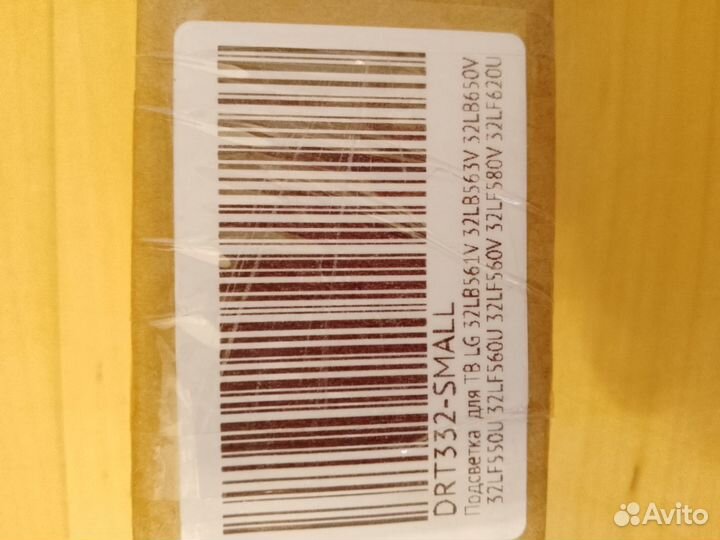 DRT332-SMALL
Подсветка для ТВ LG 32LB561V 32LB563V 32LB650V
32LF550U 32LF560U 32LF560V 32LF580V 32LF620U
Avito